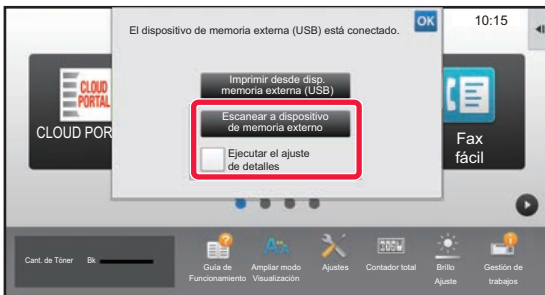 El dispositivo de memoria externa (USB) está conectado.
OK
10:15
Imprimir desde disp.
memoria externa (USB)
Escanear a dispositivo
de memoria externo
Ejecutar el ajuste
de detalles
CLOUD
PORTAL
CLOUD POR
Fax
fácil
Cant. de Tóner Bk
Guía de
Funcionamiento
Ampliar modo
Visualización
Ajustes
Contador total
Brillo
Ajuste
Gestión de
trabajos